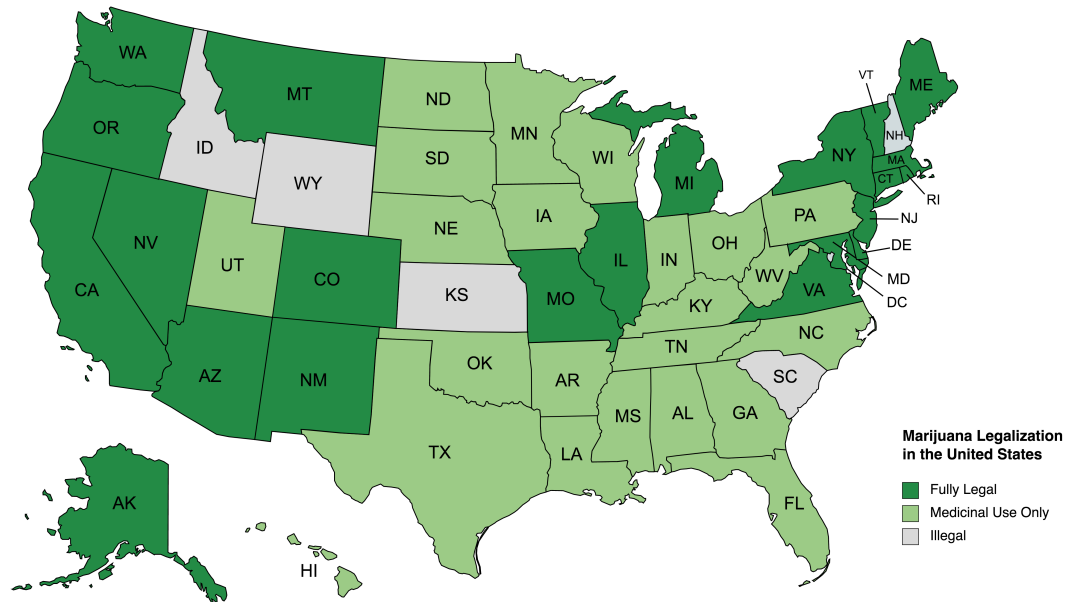 WA
MT
ME
VT
ND
OR
MN
NH
ID
NY
WI
SD
MA
WY
CT
MI
RI
IA
PA
NJ
NE
NV
OH
DE
UT
IL
IN
CO
WV
MD
CA
KS
MO
VA
DC
KY
NC
TN
OK
AZ
NM
AR
SC
MS
AL
GA
TX
LA
Marijuana Legalization
in the United States
Fully Legal
AK
FL
Medicinal Use Only
Illegal
HI